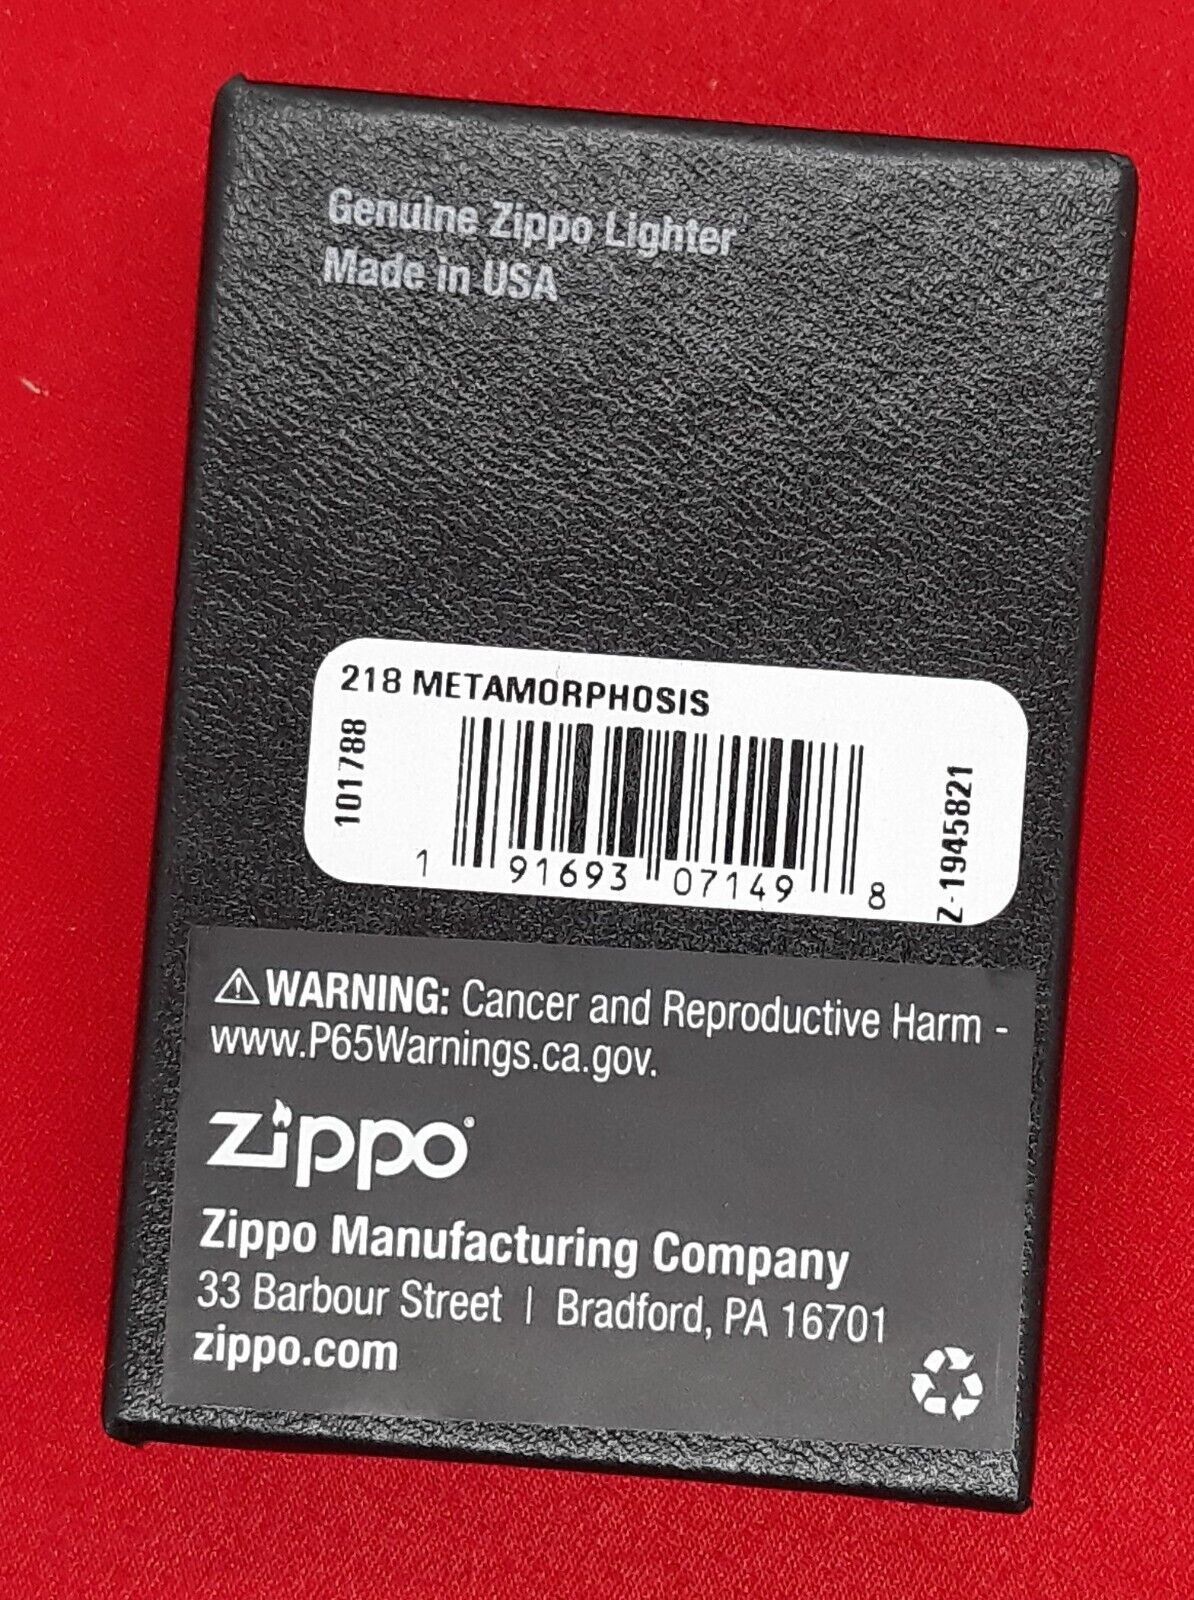 Genuine Zippo Lighter
Made in USA
218 METAMORPHOSIS
101788
1 91693 07149 8
Z-1945821
⚠WARNING: Cancer and Reproductive Harm -
www.P65Warnings.ca.gov.
zippo®
Zippo Manufacturing Company
33 Barbour Street | Bradford, PA 16701
zippo.com